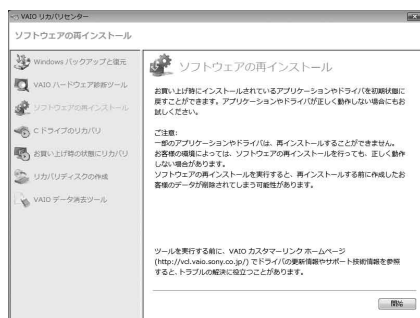 VAIO リカバリセンター
ソフトウェアの再インストール
Windows バックアップと復元
VAIO ハードウェア診断ツール
ソフトウェアの再インストール
C ドライブのリカバリ
お買い上げ時の状態にリカバリ
リカバリディスクの作成
VAIO データ消去ツール
ソフトウェアの再インストール
お買い上げ時にインストールされているアプリケーションやドライバを初期状態に
戻すことができます。アプリケーションやドライバが正しく動作しない場合にもお
試しください。
ご注意:
一部のアプリケーションやドライバは、再インストールすることができません。
お客様の環境によっては、ソフトウェアの再インストールを行っても、正しく動作
しない場合があります。
ソフトウェアの再インストールを実行すると、再インストールする前に作成したお
客様のデータが削除されてしまう可能性があります。
ツールを実行する前に、VAIO カスタマーリンク ホームページ
(http://vcl.vaio.sony.co.jp/) でドライバの更新情報やサポート技術情報を参照
すると、トラブルの解決に役立つことがあります。
開始